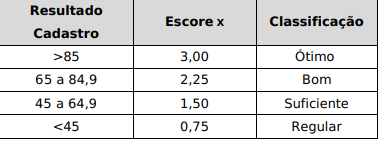 Resultado Cadastro Escore x Classificação
>85 3,00 Ótimo
65 a 84,9 2,25 Bom
45 a 64,9 1,50 Suficiente
<45 0,75 Regular